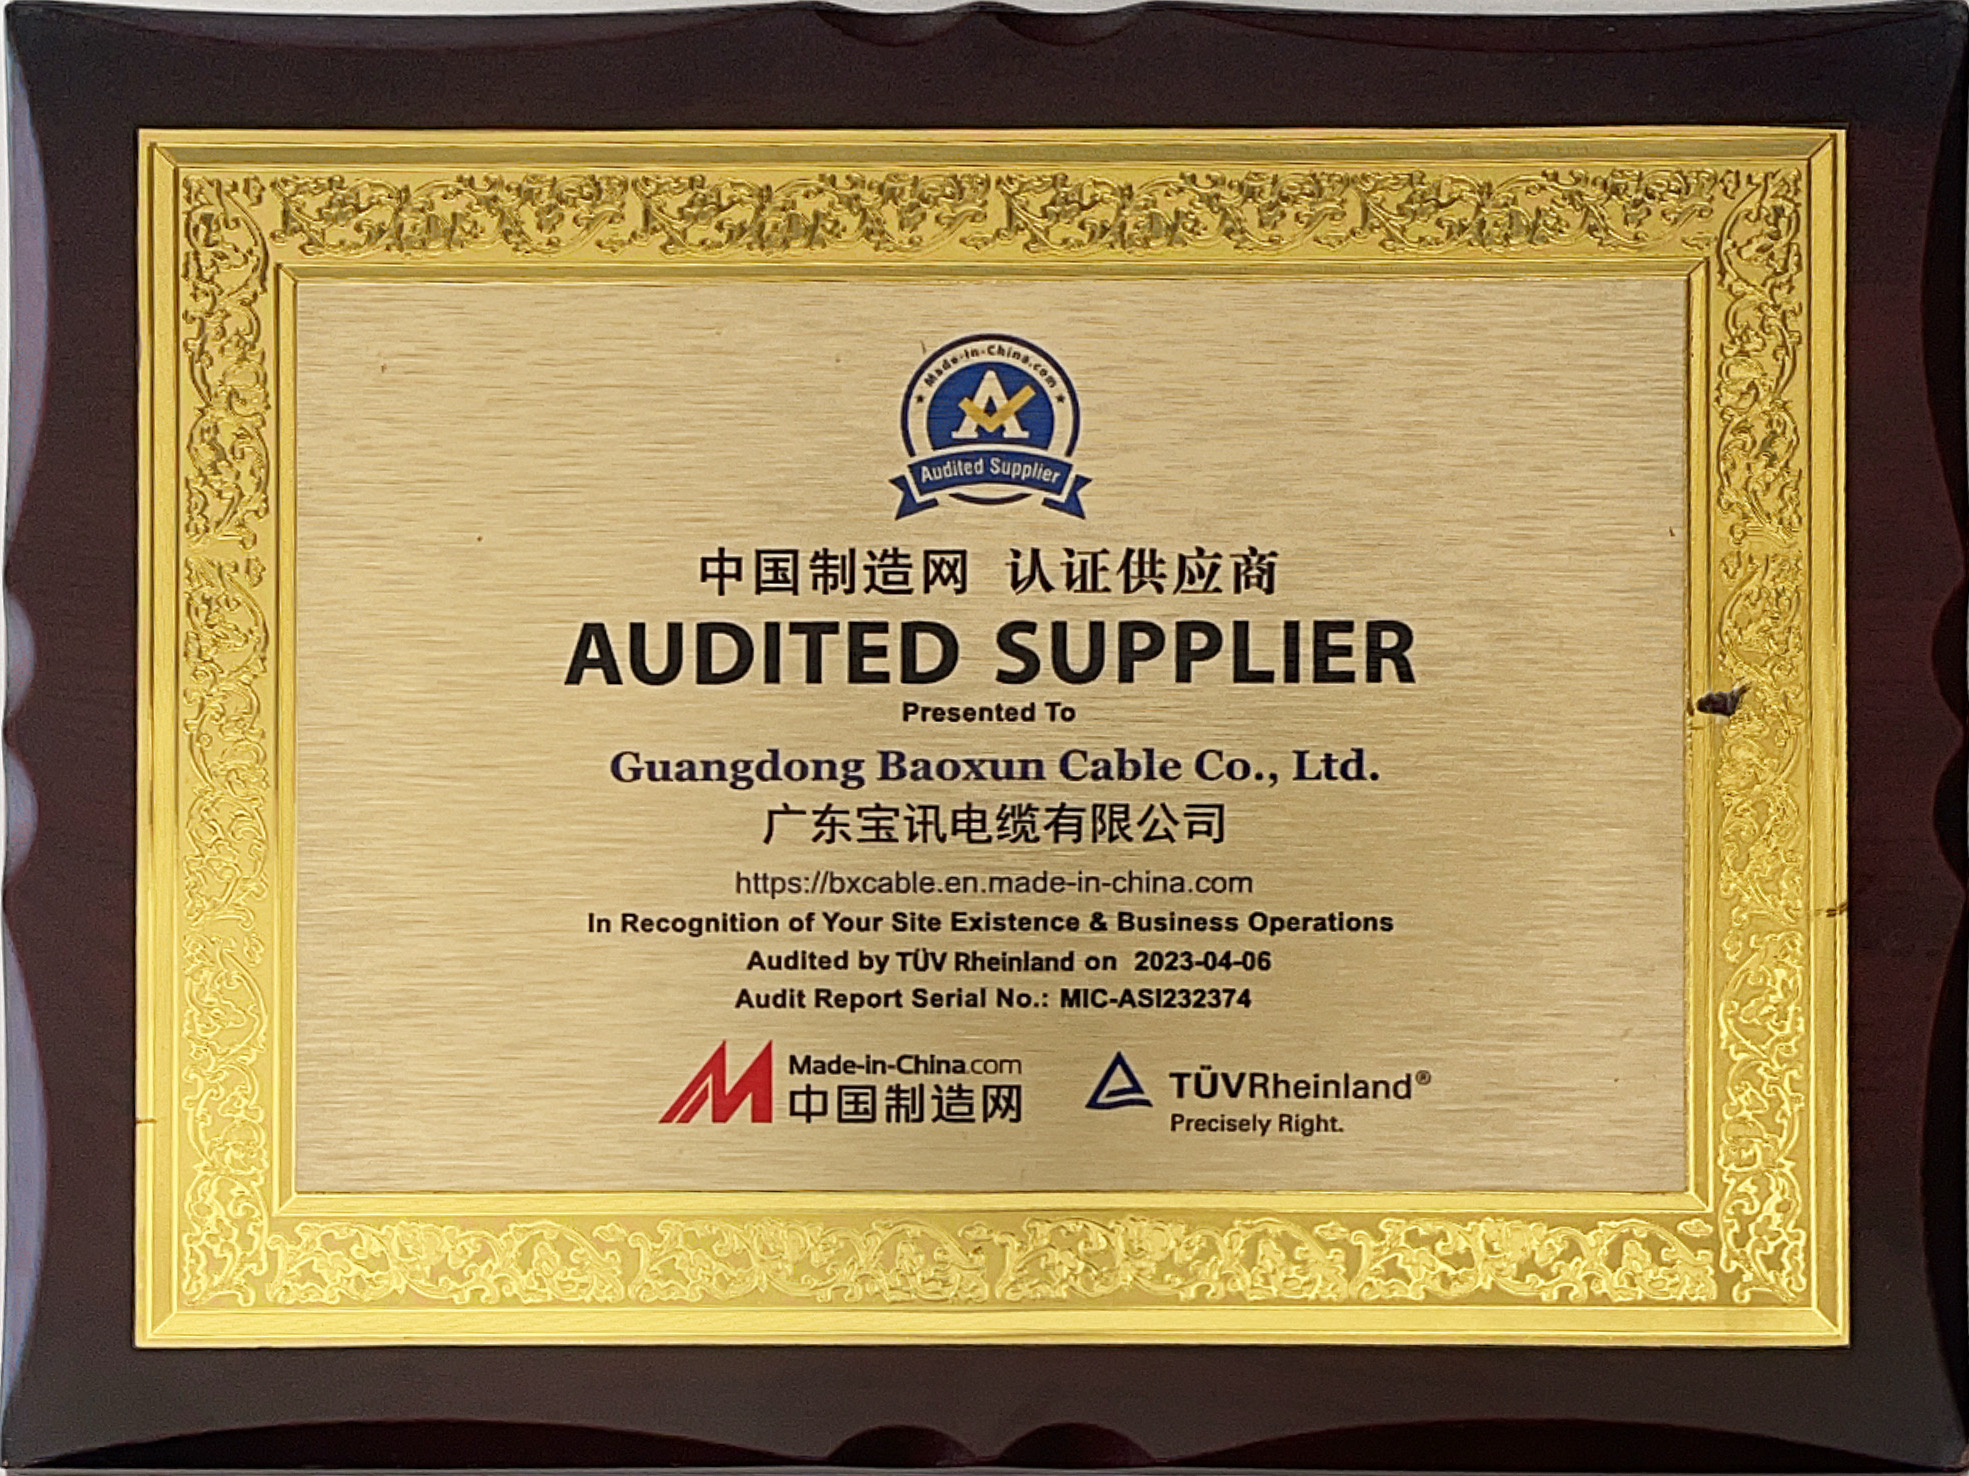 Made-in-China.com
Audited Supplier
中国制造网 认证供应商
AUDITED SUPPLIER
Presented To
Guangdong Baoxun Cable Co., Ltd.
广东宝讯电缆有限公司
https://bxcable.en.made-in-china.com
In Recognition of Your Site Existence & Business Operations
Audited by TÜV Rheinland on 2023-04-06
Audit Report Serial No.: MIC-ASI232374
Made-in-China.com
中国制造网
TÜVRheinland®
Precisely Right.